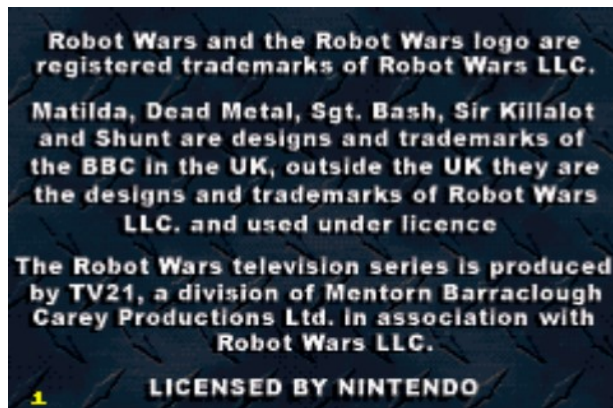 Robot Wars and the Robot Wars logo are
registered trademarks of Robot Wars LLC.
Matilda, Dead Metal, Sgt. Bash, Sir Killalot
and Shunt are designs and trademarks of
the BBC in the UK, outside the UK they are
the designs and trademarks of Robot Wars
LLC. and used under licence
The Robot Wars television series is produced
by TV21, a division of Mentorn Barraclough
Carey Productions Ltd. in association with
Robot Wars LLC.
LICENSED BY NINTENDO
1